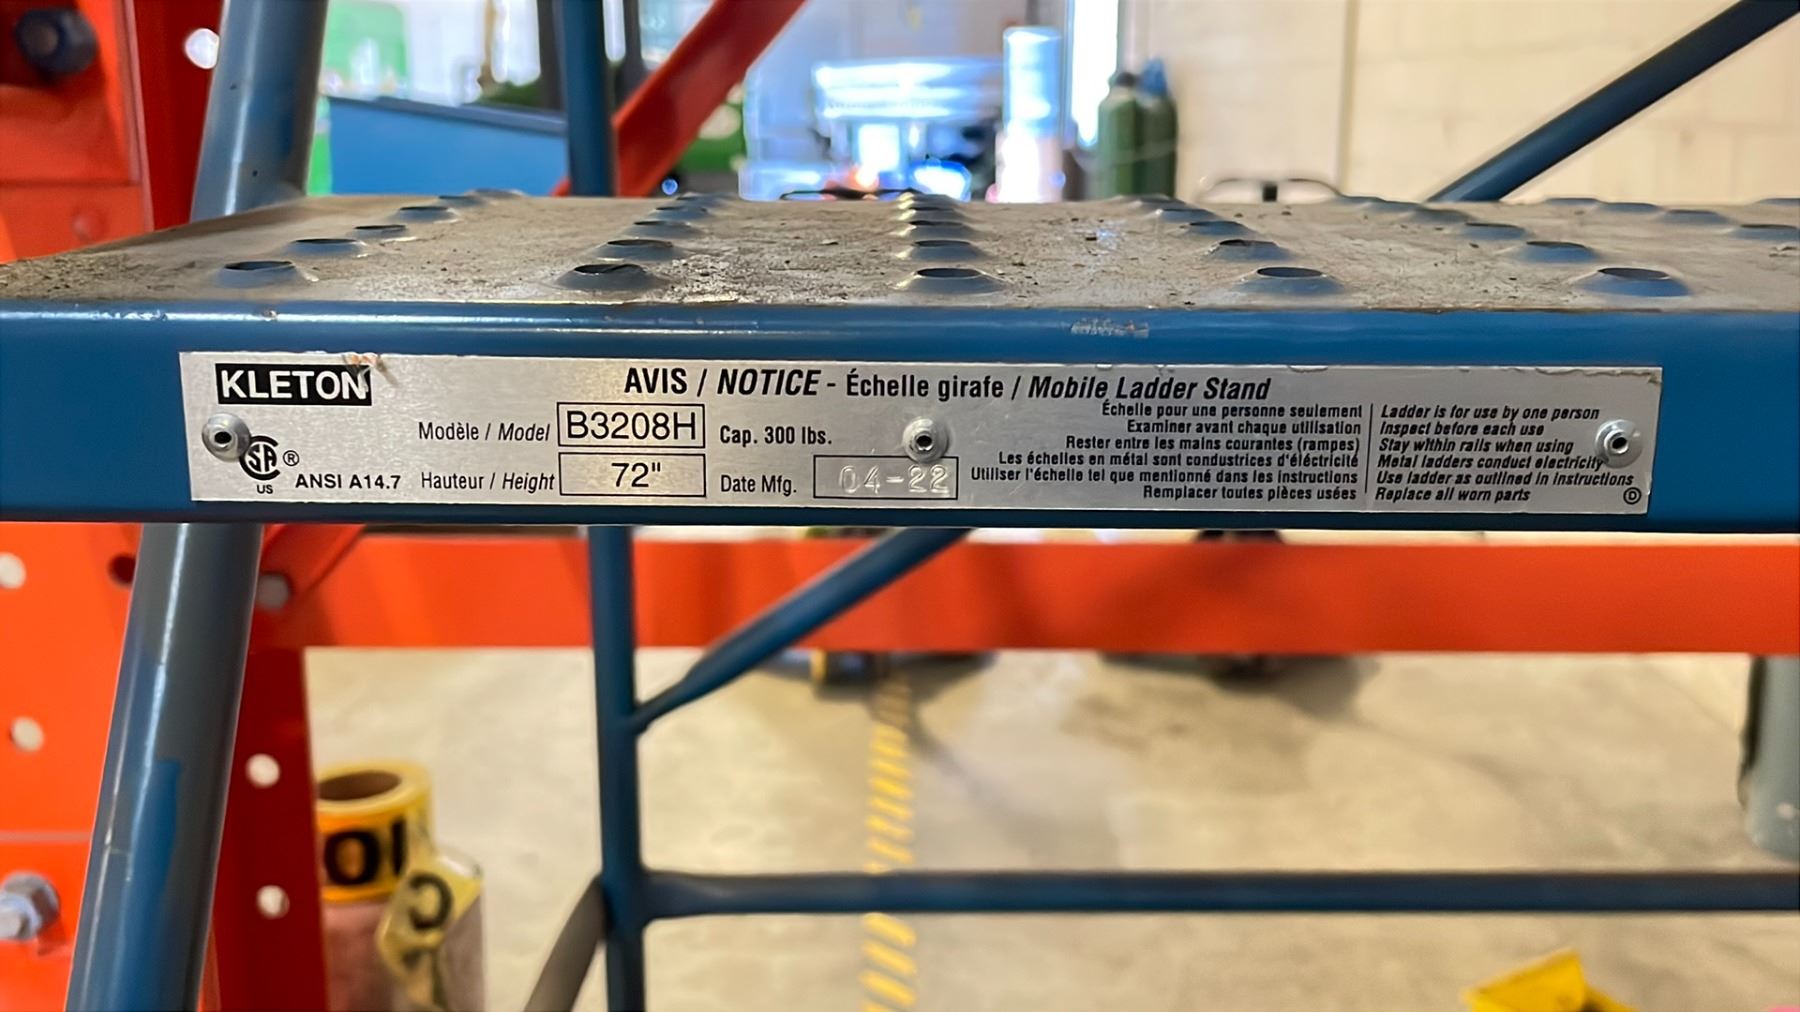 KLETON
AVIS / NOTICE - Échelle girafe / Mobile Ladder Stand
Modèle / Model B3208H Cap. 300 lbs.
SA ® US ANSI A14.7
Hauteur / Height 72" Date Mfg. 04-22
Échelle pour une personne seulement
Examiner avant chaque utilisation
Rester entre les mains courantes (rampes)
Les échelles en métal sont condustrices d'éléctricité
Utiliser l'échelle tel que mentionné dans les instructions
Remplacer toutes pièces usées
Ladder is for use by one person
Inspect before each use
Stay within rails when using
Metal ladders conduct electricity
Use ladder as outlined in instructions
Replace all worn parts
D